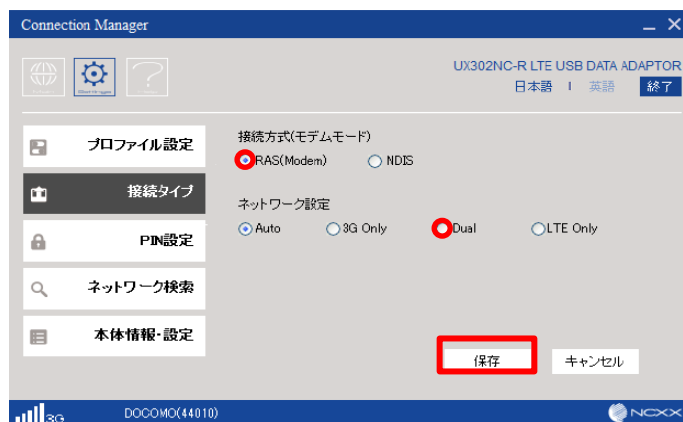 Connection Manager
UX302NC-R LTE USB DATA ADAPTOR
日本語 | 英語 終了
プロファイル設定
接続タイプ
PIN設定
ネットワーク検索
本体情報・設定
接続方式(モデムモード)
RAS(Modem) NDIS
ネットワーク設定
Auto 3G Only Dual LTE Only
保存 キャンセル
3G DOCOMO(44010) NCXX